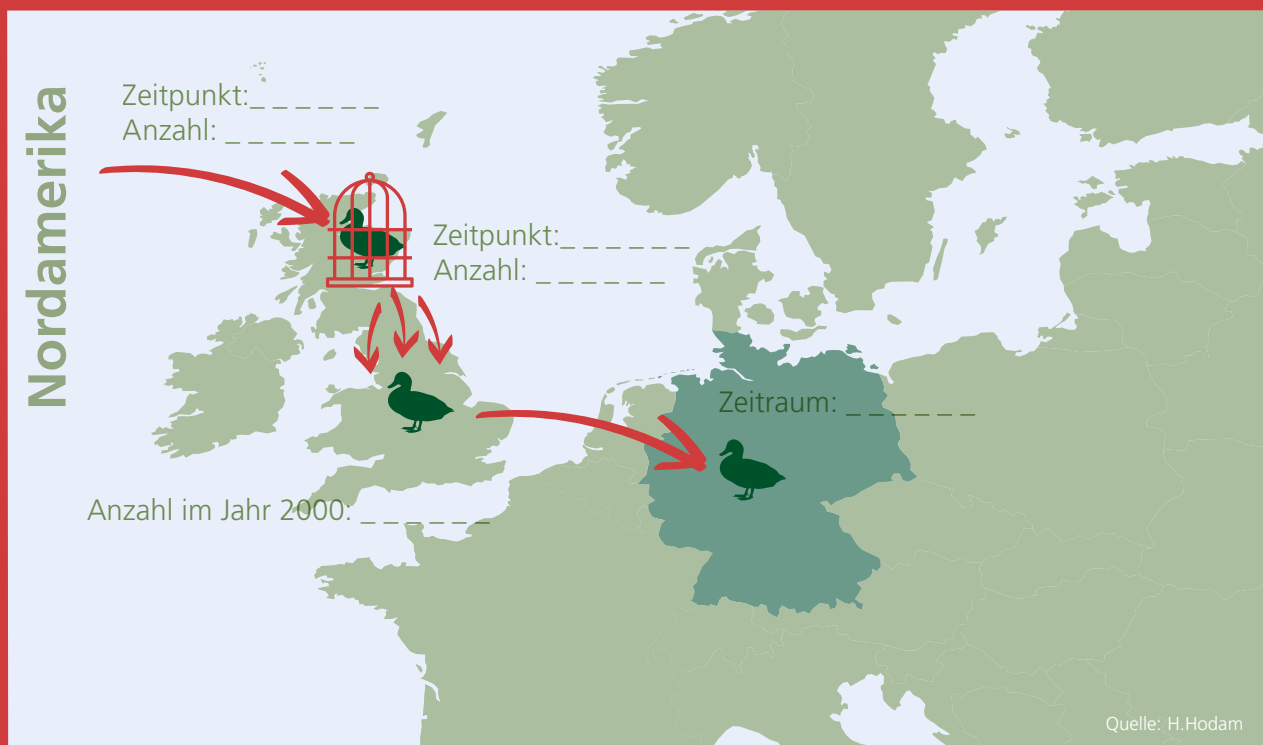 Nordamerika
Zeitpunkt:_ _ _ _ _ _
Anzahl: _ _ _ _ _ _
Zeitpunkt:_ _ _ _ _ _
Anzahl: _ _ _ _ _ _
Zeitraum: _ _ _ _ _ _
Anzahl im Jahr 2000: _ _ _ _ _ _
Quelle: H.Hodam